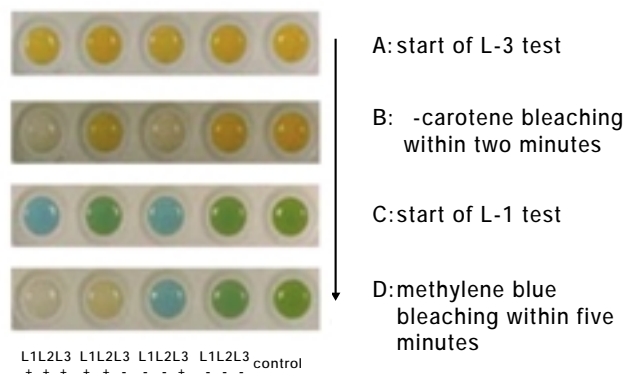 A: start of L-3 test
B: -carotene bleaching
within two minutes
C: start of L-1 test
D: methylene blue
bleaching within five
minutes
L1L2L3 L1L2L3 L1L2L3 L1L2L3 control
+ + + + + - - - + - - -